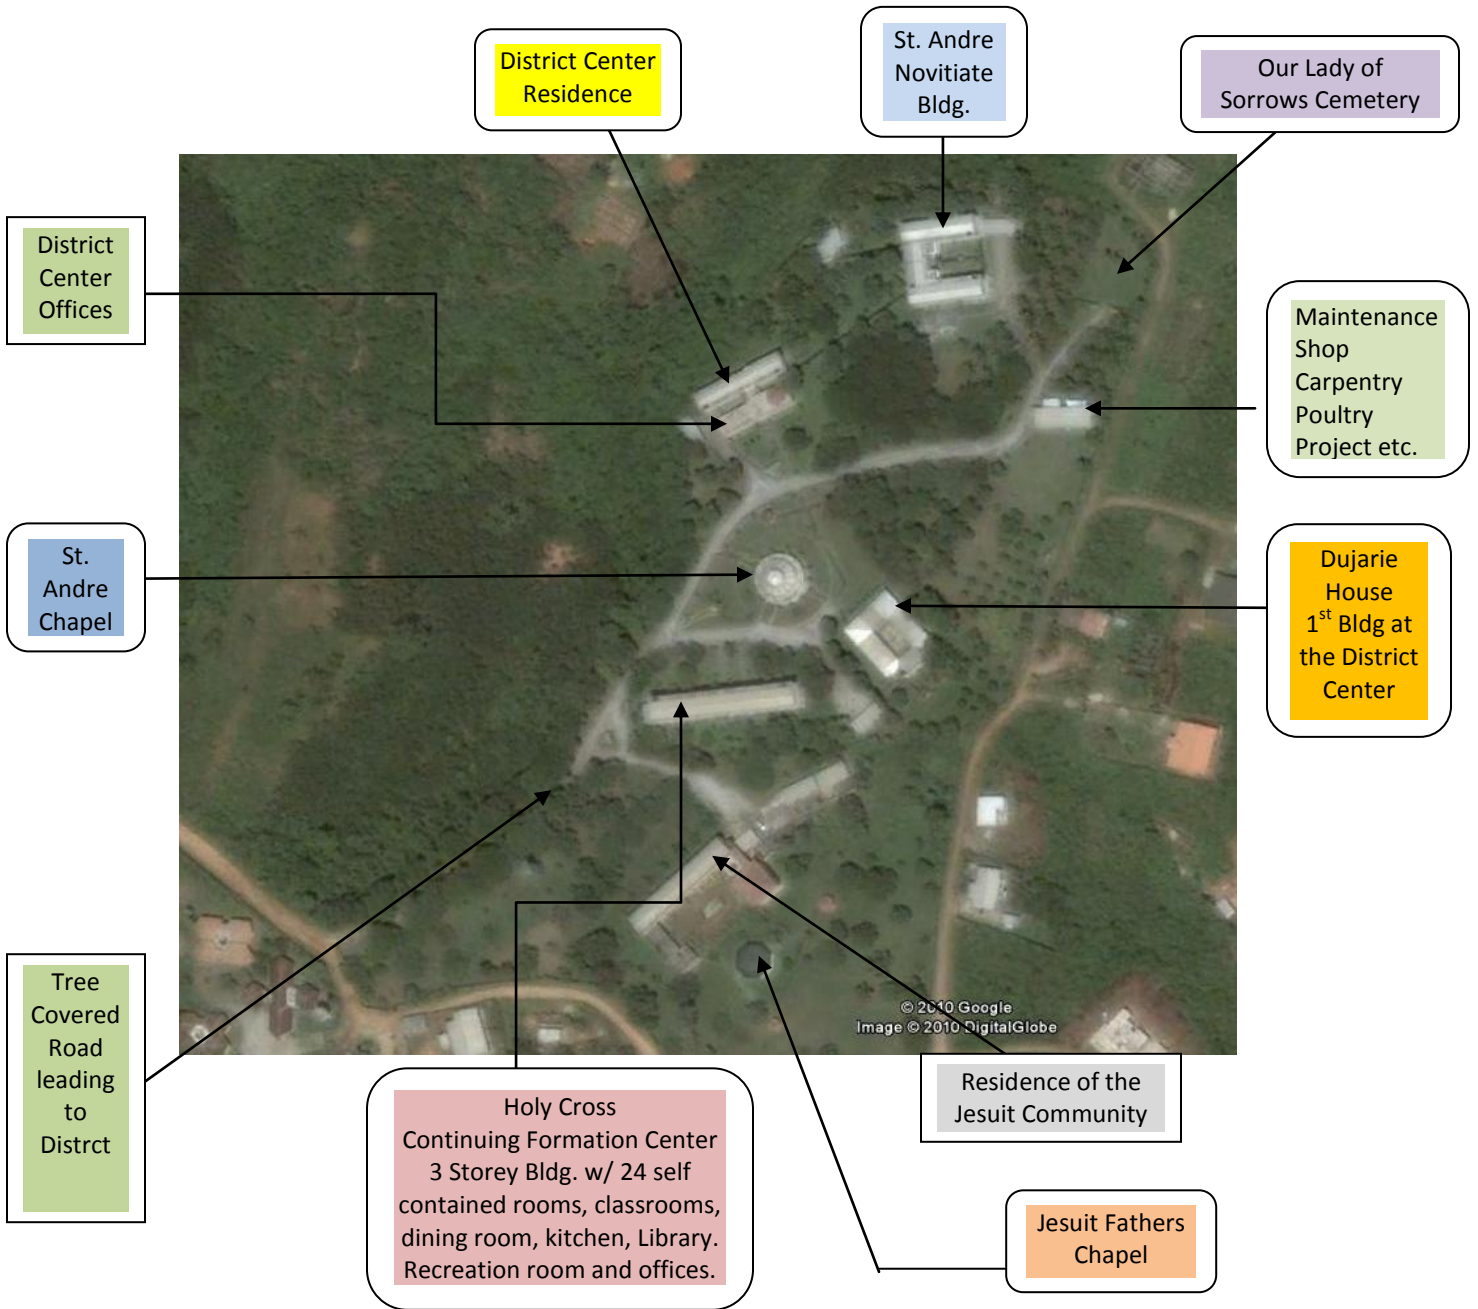 District Center
Residence
St. Andre
Novitiate
Bldg.
Our Lady of
Sorrows Cemetery
District
Center
Offices
Maintenance
Shop
Carpentry
Poultry
Project etc.
St.
Andre
Chapel
Dujarie
House
1st Bldg at
the District
Center
Tree
Covered
Road
leading
to
Distrct
© 2010 Google
Image © 2010 DigitalGlobe
Holy Cross
Continuing Formation Center
3 Storey Bldg. w/ 24 self
contained rooms, classrooms,
dining room, kitchen, Library.
Recreation room and offices.
Residence of the
Jesuit Community
Jesuit Fathers
Chapel